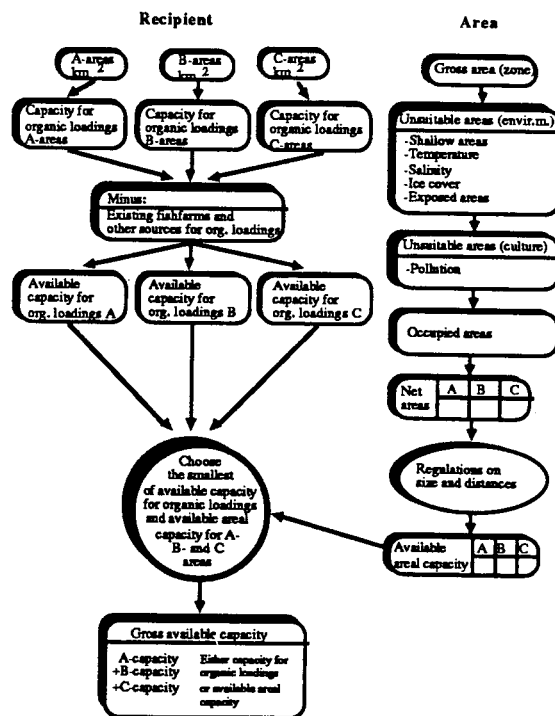 Recipient
A-areas
km 2
B-areas
km 2
C-areas
km 2
Capacity for
organic loadings
A-areas
Capacity for
organic loadings
B-areas
Capacity for
organic loadings
C-areas
Minus:
Existing fishfarms and
other sources for org. loadings
Available
capacity for
org. loadings A
Available
capacity for
org. loadings B
Available
capacity for
org. loadings C
Choose
the smallest
of available capacity
for organic loadings
and available areal
capacity for A-
B- and C
areas
Gross available capacity
A-capacity
+B-capacity
+C-capacity
Either capacity for
organic loadings
or available areal
capacity
Area
Gross area (zone)
Unsuitable areas (envir.m.)
-Shallow areas
-Temperature
-Salinity
-Ice cover
-Exposed areas
Unsuitable areas (culture)
-Pollution
Occupied areas
Net
areas
A B C
Regulations on
size and distances
Available
areal capacity
A B C